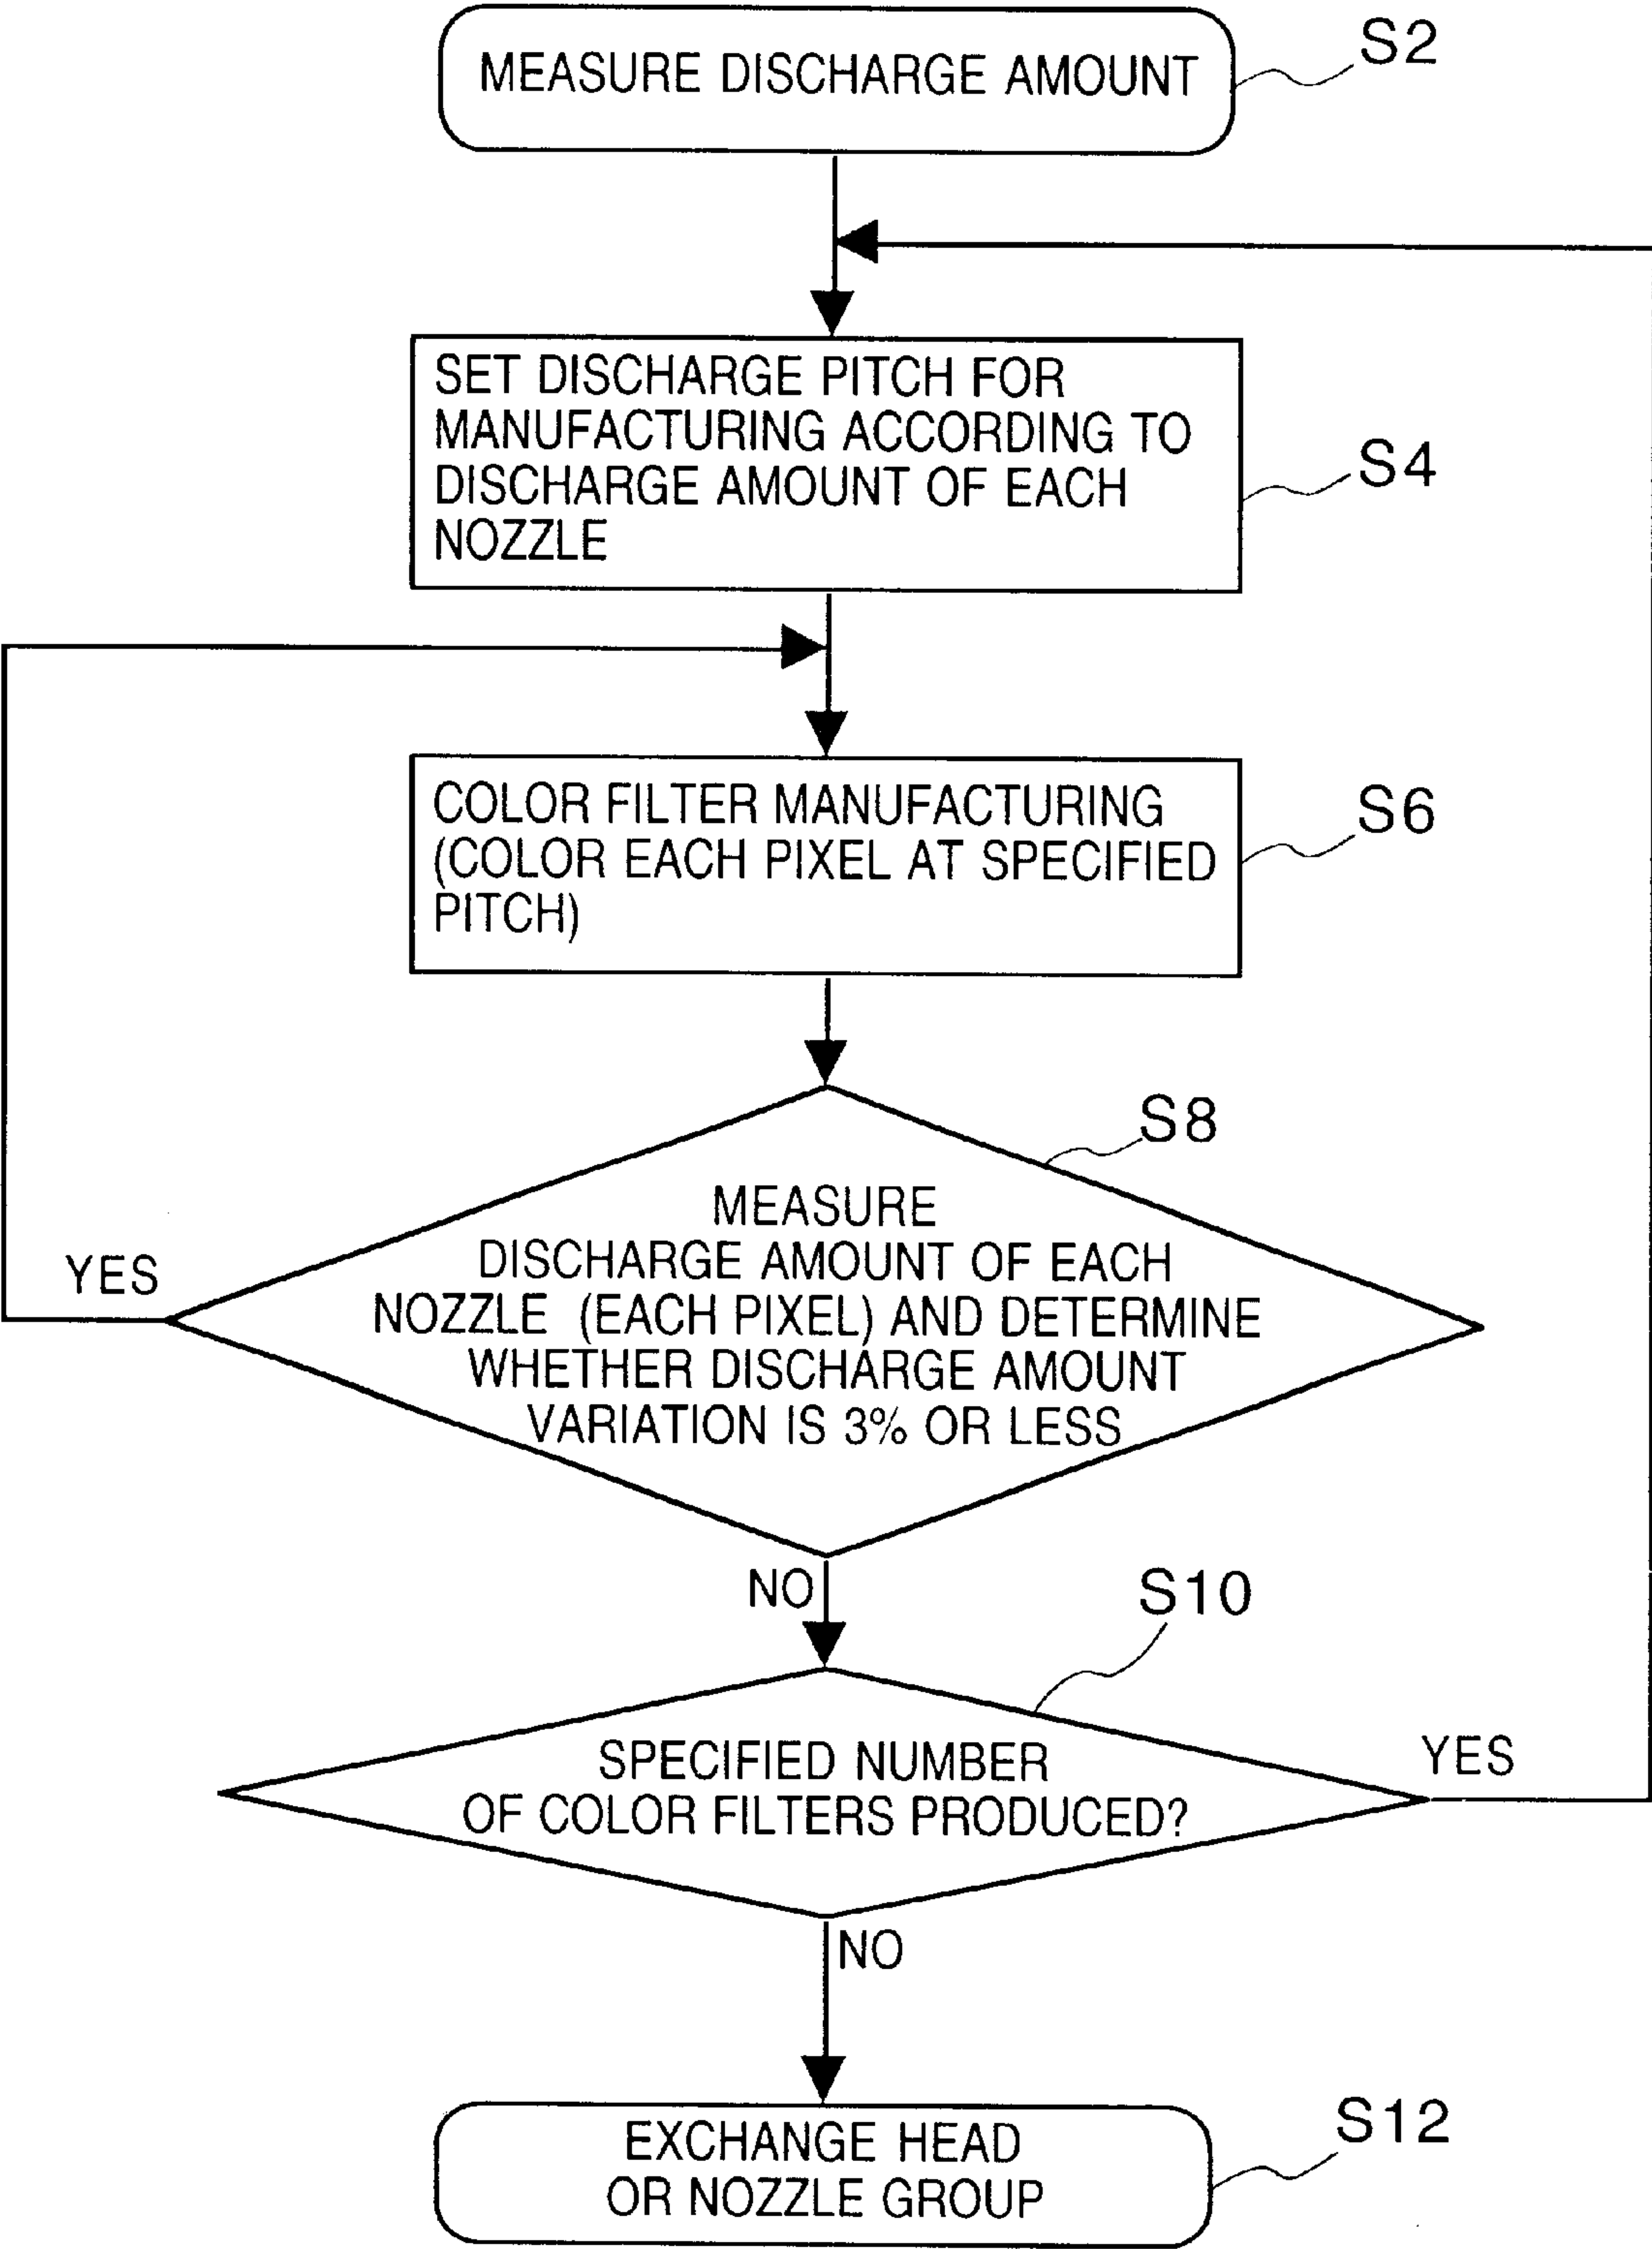 MEASURE DISCHARGE AMOUNT
S2
SET DISCHARGE PITCH FOR
MANUFACTURING ACCORDING TO
DISCHARGE AMOUNT OF EACH
NOZZLE
S4
COLOR FILTER MANUFACTURING
(COLOR EACH PIXEL AT SPECIFIED
PITCH)
S6
S8
MEASURE
DISCHARGE AMOUNT OF EACH
NOZZLE (EACH PIXEL) AND DETERMINE
WHETHER DISCHARGE AMOUNT
VARIATION IS 3% OR LESS
YES
NO
S10
SPECIFIED NUMBER
OF COLOR FILTERS PRODUCED?
YES
NO
EXCHANGE HEAD
OR NOZZLE GROUP
S12